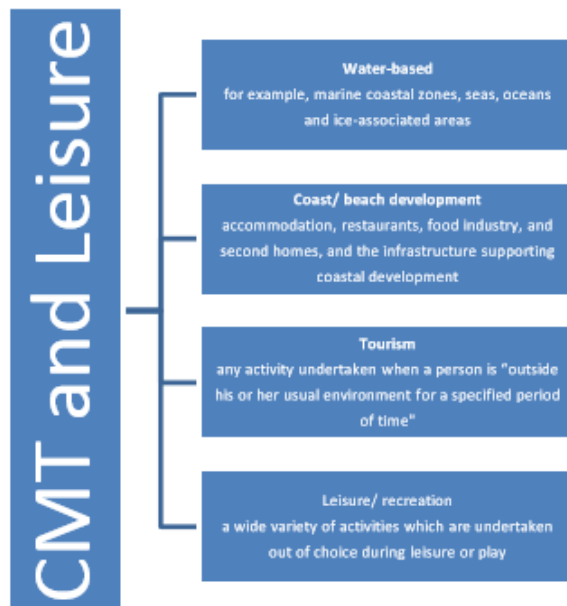 CMT and Leisure
Water-based
for example, marine coastal zones, seas, oceans
and ice-associated areas
Coast/ beach development
accommodation, restaurants, food industry, and
second homes, and the infrastructure supporting
coastal development
Tourism
any activity undertaken when a person is "outside
his or her usual environment for a specified period
of time"
Leisure/ recreation
a wide variety of activities which are undertaken
out of choice during leisure or play